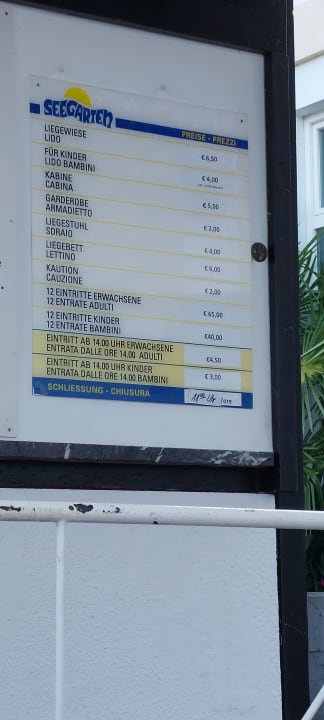 SEEGARTEN
PREISE · PREZZI
LIEGEWIESE
LIDO
€ 6,50
FÜR KINDER
LIDO BAMBINI
€ 4,00
KABINE
CABINA
€ 5,00
GARDEROBE
ARMADIETTO
€ 2,00
LIEGESTUHL
SDRAIO
€ 4,00
LIEGEBETT
LETTINO
€ 6,00
KAUTION
CAUZIONE
€ 2,00
12 EINTRITTE ERWACHSENE
12 ENTRATE ADULTI
€ 65,00
12 EINTRITTE KINDER
12 ENTRATE BAMBINI
€40,00
EINTRITT AB 14.00 UHR ERWACHSENE
ENTRATA DALLE ORE 14.00 ADULTI
€4,50
EINTRITT AB 14.00 UHR KINDER
ENTRATA DALLE ORE 14.00 BAMBINI
€ 3,00
SCHLIESSUNG · CHIUSURA
Uhr /ore